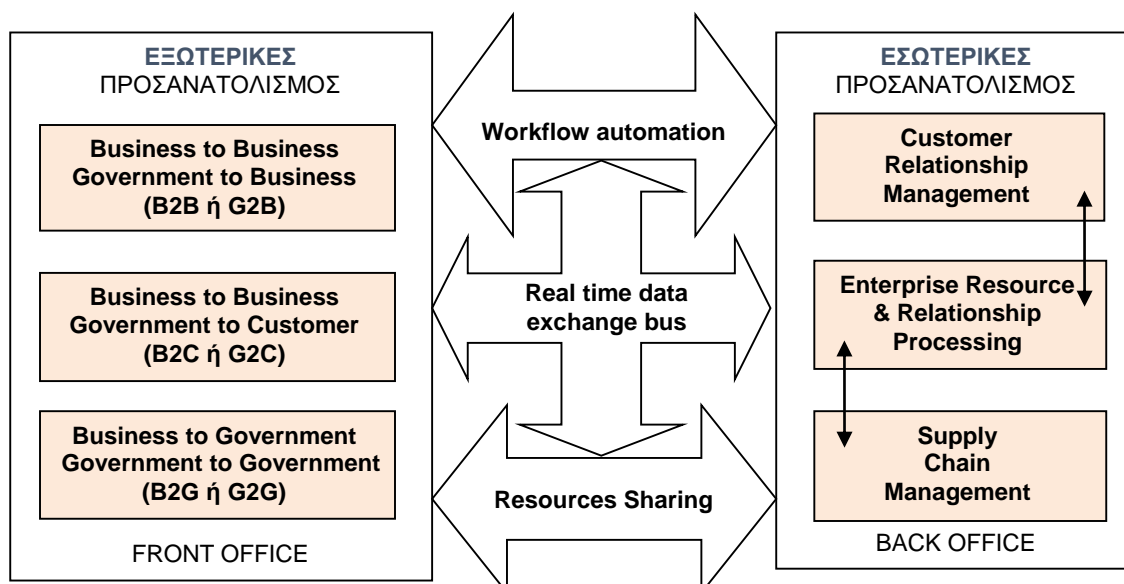 ΕΞΩΤΕΡΙΚΕΣ
ΠΡΟΣΑΝΑΤΟΛΙΣΜΟΣ
Business to Business
Government to Business
(B2B ή G2B)
Business to Business
Government to Customer
(B2C ή G2C)
Business to Government
Government to Government
(B2G ή G2G)
FRONT OFFICE
Workflow automation
Real time data
exchange bus
Resources Sharing
ΕΣΩΤΕΡΙΚΕΣ
ΠΡΟΣΑΝΑΤΟΛΙΣΜΟΣ
Customer
Relationship
Management
Enterprise Resource
& Relationship
Processing
Supply
Chain
Management
BACK OFFICE